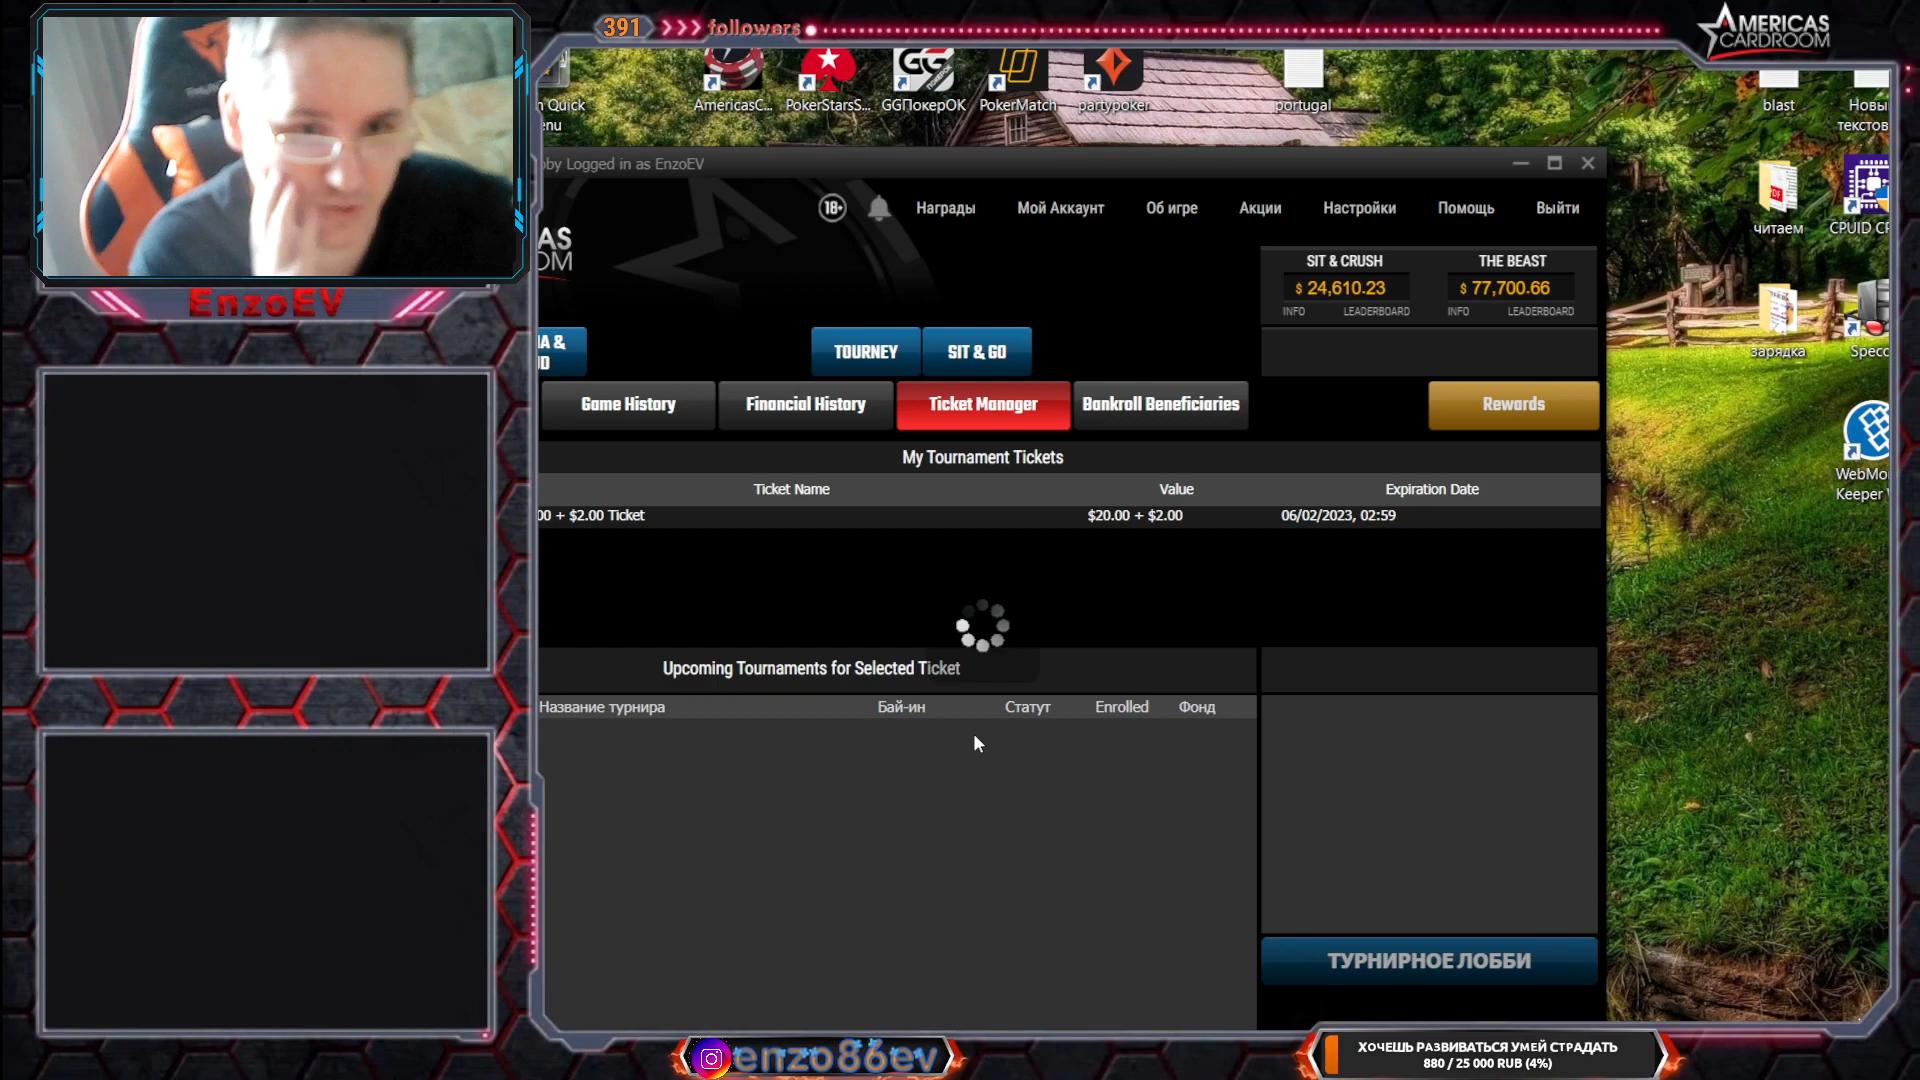 391 >>> followers
AMERICAS
CARDROOM
n Quick
enu
AmericasC...
PokerStarsS...
GGПокерОК
PokerMatch
partypoker
portugal
blast
Новы
текстов
by Logged in as EnzoEV
18+
Награды
Мой Аккаунт
Об игре
Акции
Настройки
Помощь
Выйти
читаем
CPUID CP
AS
OM
SIT & CRUSH
THE BEAST
$ 24,610.23
$ 77,700.66
INFO
LEADERBOARD
INFO
LEADERBOARD
EnzoEV
TOURNEY
SIT & GO
зарядка
Specc
Game History
Financial History
Ticket Manager
Bankroll Beneficiaries
Rewards
My Tournament Tickets
Ticket Name
Value
Expiration Date
WebMo
Keeper
00 + $2.00 Ticket
$20.00 + $2.00
06/02/2023, 02:59
Upcoming Tournaments for Selected Ticket
Название турнира
Бай-ин
Статут
Enrolled
Фонд
ТУРНИРНОЕ ЛОББИ
enzo86ev
ХОЧЕШЬ РАЗВИВАТЬСЯ УМЕЙ СТРАДАТЬ
880 / 25 000 RUB (4%)